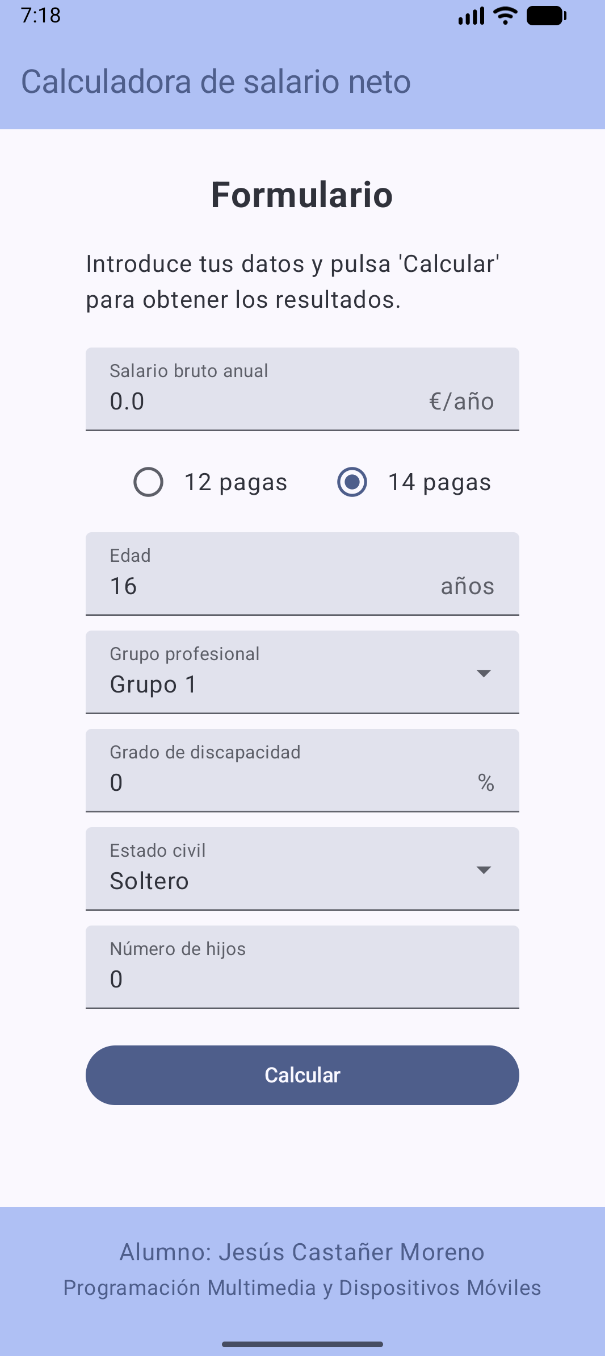 7:18
Calculadora de salario neto
Formulario
Introduce tus datos y pulsa 'Calcular'
para obtener los resultados.
Salario bruto anual
0.0 €/año
12 pagas 14 pagas
Edad
16 años
Grupo profesional
Grupo 1
Grado de discapacidad
0 %
Estado civil
Soltero
Número de hijos
0
Calcular
Alumno: Jesús Castañer Moreno
Programación Multimedia y Dispositivos Móviles